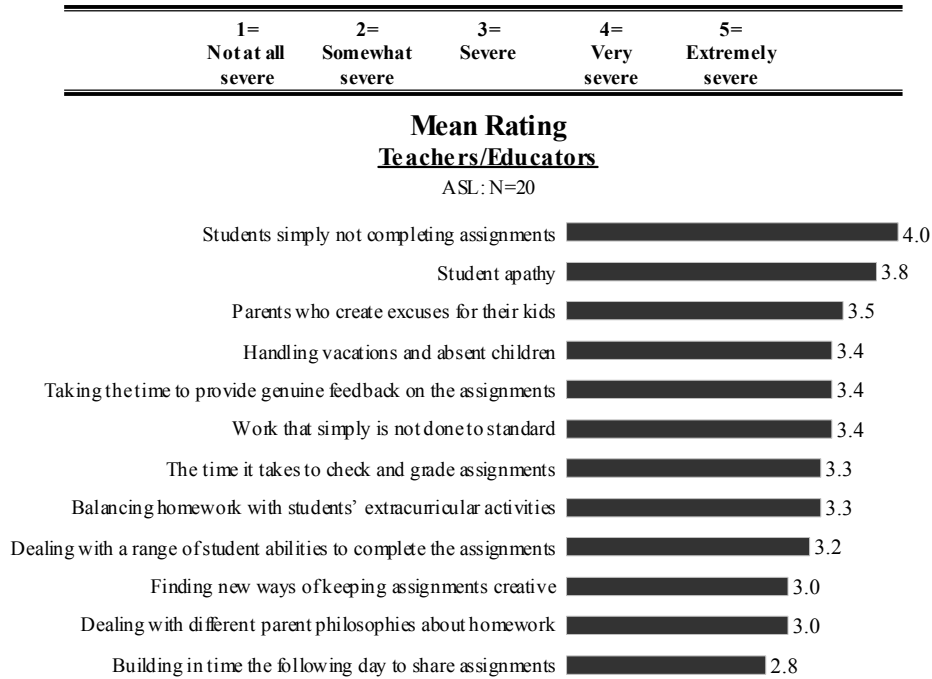 1= 2= 3= 4= 5=
Not at all Somewhat Severe Very Extremely
severe severe severe severe
Mean Rating
Teachers/Educators
ASL: N=20
Students simply not completing assignments 4.0
Student apathy 3.8
Parents who create excuses for their kids 3.5
Handling vacations and absent children 3.4
Taking the time to provide genuine feedback on the assignments 3.4
Work that simply is not done to standard 3.4
The time it takes to check and grade assignments 3.3
Balancing homework with students’ extracurricular activities 3.3
Dealing with a range of student abilities to complete the assignments 3.2
Finding new ways of keeping assignments creative 3.0
Dealing with different parent philosophies about homework 3.0
Building in time the following day to share assignments 2.8